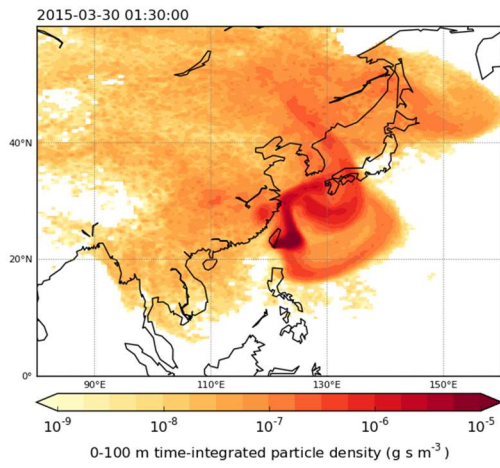 2015-03-30 01:30:00
40°N
20°N
0°
90°E 110°E 130°E 150°E
10⁻⁹ 10⁻⁸ 10⁻⁷ 10⁻⁶ 10⁻⁵
0-100 m time-integrated particle density (g s m⁻³)